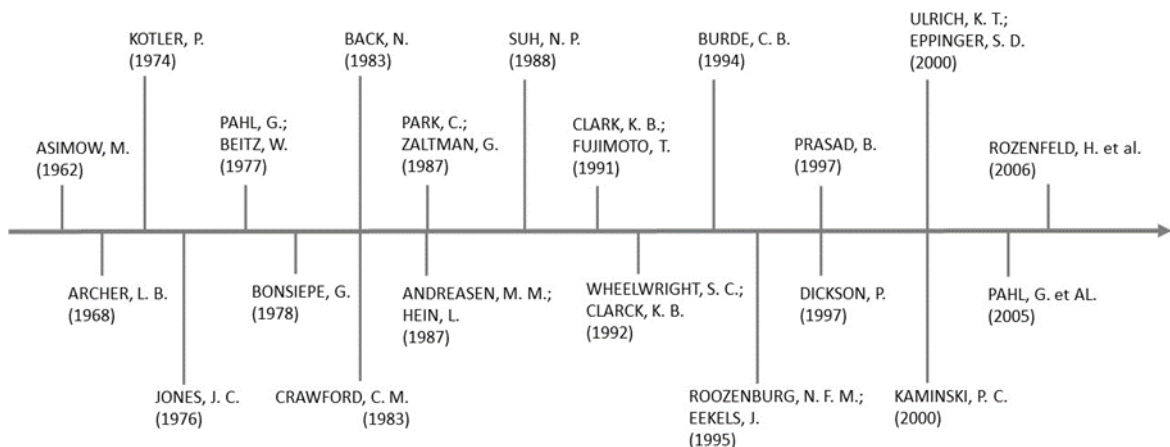 KOTLER, P.
(1974)
BACK, N.
(1983)
SUH, N. P.
(1988)
BURDE, C. B.
(1994)
ULRICH, K. T.;
EPPINGER, S. D.
(2000)
ASIMOW, M.
(1962)
PAHL, G.;
BEITZ, W.
(1977)
PARK, C.;
ZALTMAN, G.
(1987)
CLARK, K. B.;
FUJIMOTO, T.
(1991)
PRASAD, B.
(1997)
ROZENFELD, H. et al.
(2006)
ARCHER, L. B.
(1968)
BONSIEPE, G.
(1978)
ANDREASEN, M. M.;
HEIN, L.
(1987)
WHEELWRIGHT, S. C.;
CLARCK, K. B.
(1992)
DICKSON, P.
(1997)
PAHL, G. et AL.
(2005)
JONES, J. C.
(1976)
CRAWFORD, C. M.
(1983)
ROOZENBURG, N. F. M.;
EEKELS, J.
(1995)
KAMINSKI, P. C.
(2000)